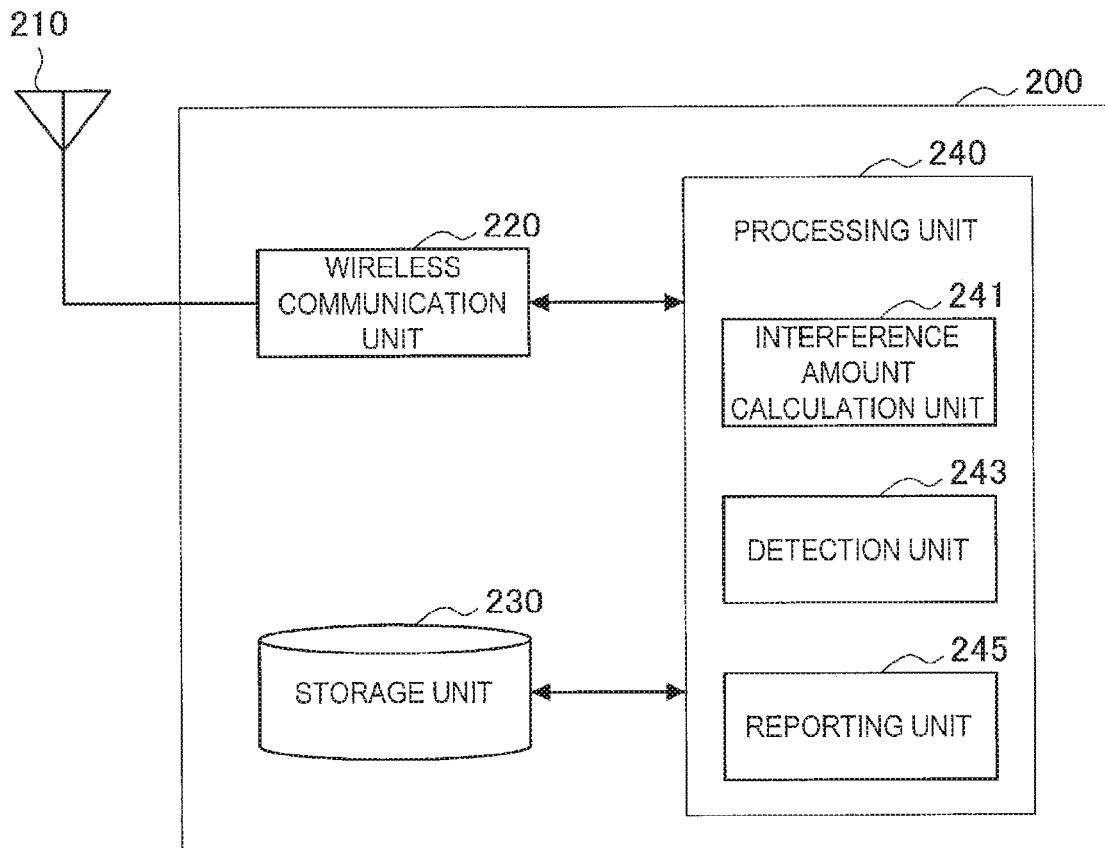 210
200
240
PROCESSING UNIT
220
WIRELESS
COMMUNICATION
UNIT
241
INTERFERENCE
AMOUNT
CALCULATION UNIT
243
DETECTION UNIT
230
STORAGE UNIT
245
REPORTING UNIT